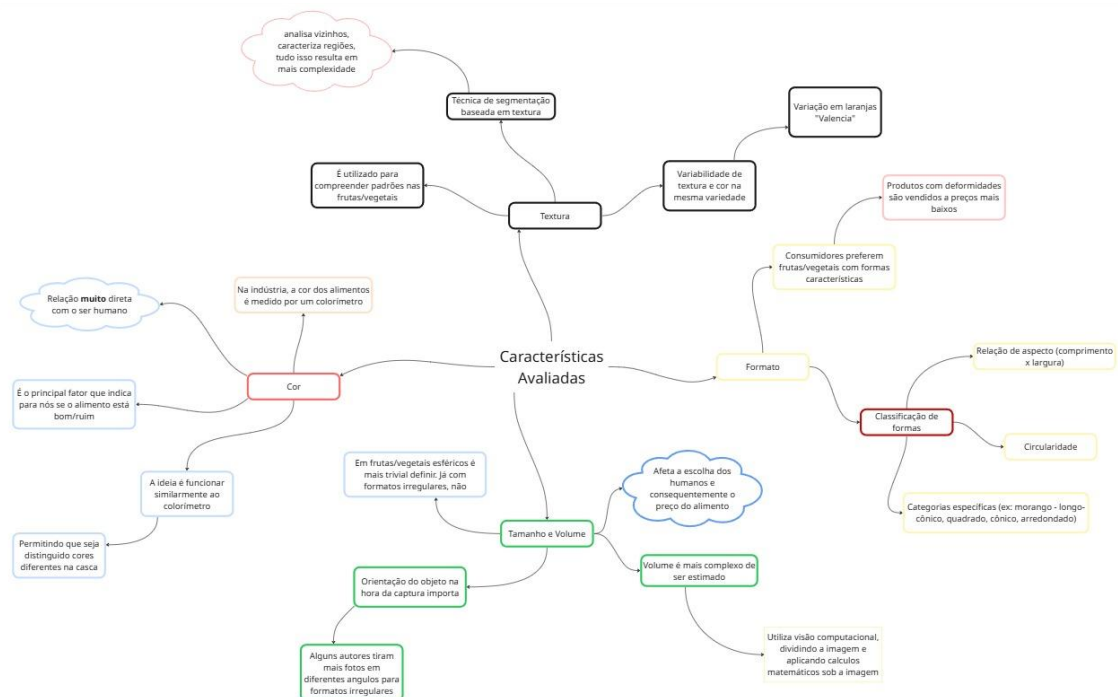 analisa vizinhos,
caracteriza regiões,
tudo isso resulta em
mais complexidade
Técnica de segmentação
baseada em textura
Variação em laranjas
"Valencia"
É utilizado para
compreender padrões nas
frutas/vegetais
Variabilidade de
textura e cor na
mesma variedade
Textura
Produtos com deformidades
são vendidos a preços mais
baixos
Consumidores preferem
frutas/vegetais com formas
características
Relação muito direta
com o ser humano
Na indústria, a cor dos alimentos
é medido por um colorímetro
Características
Avaliadas
Formato
Relação de aspecto (comprimento
x largura)
Cor
É o principal fator que indica
para nós se o alimento está
bom/ruim
Classificação de
formas
Circularidade
A ideia é funcionar
similarmente ao
colorímetro
Em frutas/vegetais esféricos é
mais trivial definir. Já com
formatos irregulares, não
Afeta a escolha dos
humanos e
consequentemente o
preço do alimento
Categorias específicas (ex: morango - longo-
cônico, quadrado, cônico, arredondado)
Permitindo que seja
distinguido cores
diferentes na casca
Tamanho e Volume
Orientação do objeto na
hora da captura importa
Volume é mais complexo de
ser estimado
Alguns autores tiram
mais fotos em
diferentes angulos para
formatos irregulares
Utiliza visão computacional,
dividindo a imagem e
aplicando calculos
matemáticos sob a imagem